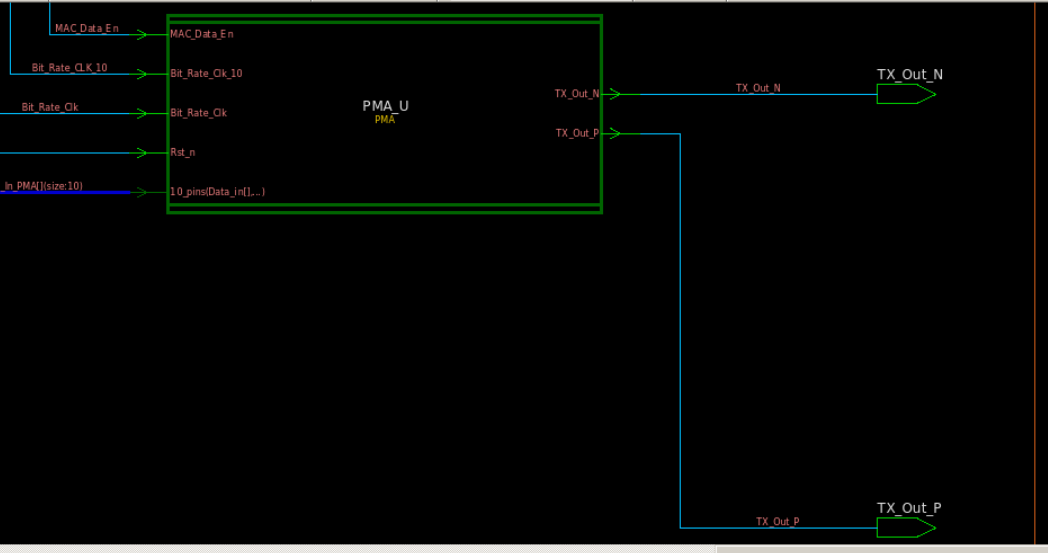 MAC_Data_En
MAC_Data_En
Bit_Rate_CLK_10
Bit_Rate_Clk_10
TX_Out_N
TX_Out_N
TX_Out_N
Bit_Rate_Clk
Bit_Rate_Clk
PMA_U
PMA
TX_Out_P
Rst_n
_In_PMA[](size:10)
10_pins(Data_in[],...)
TX_Out_P
TX_Out_P